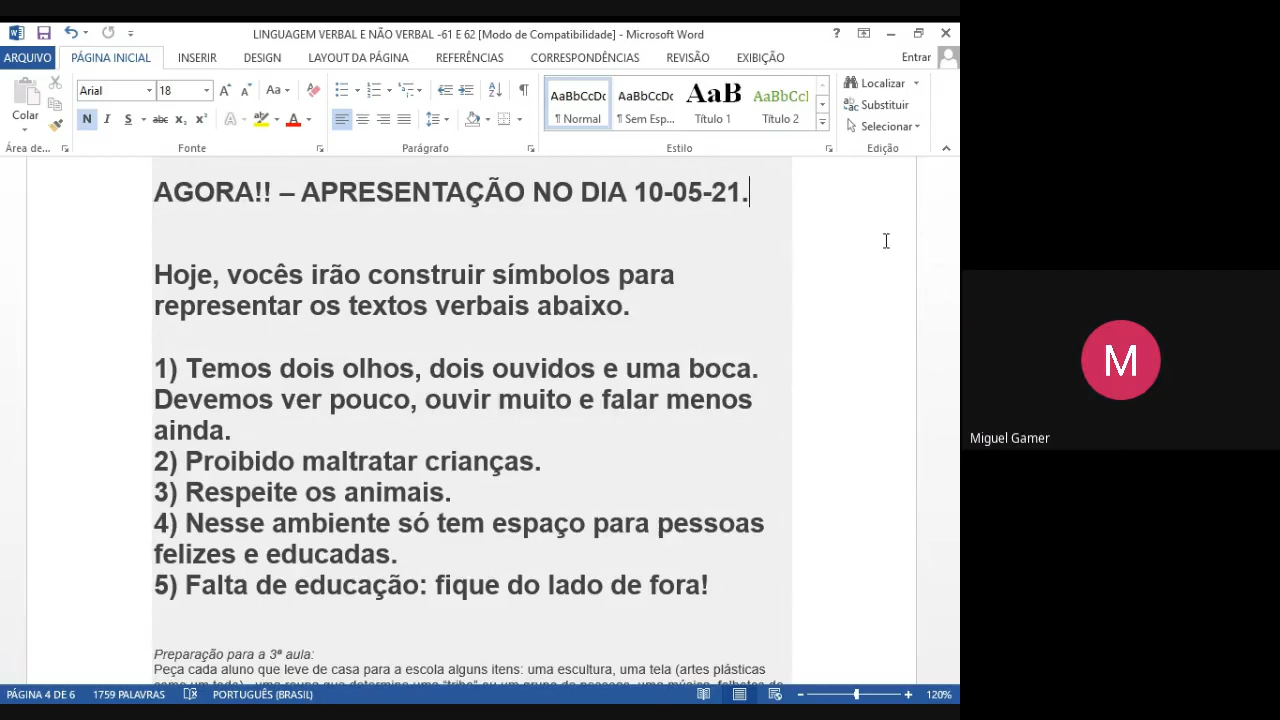 LINGUAGEM VERBAL E NÃO VERBAL -61 E 62 [Modo de Compatibilidade] - Microsoft Word
?
ARQUIVO PÁGINA INICIAL INSERIR DESIGN LAYOUT DA PÁGINA REFERÊNCIAS CORRESPONDÊNCIAS REVISÃO EXIBIÇÃO Entrar
Arial 18 Aa AaBbCcDc AaBbCcDc AaB AaBbCcI Localizar
Substituir
Colar N I S abc x₂ x² A A ¶ Normal ¶ Sem Esp... Título 1 Título 2 Selecionar
Área de... Fonte Parágrafo Estilo Edição
AGORA!! – APRESENTAÇÃO NO DIA 10-05-21.
Hoje, vocês irão construir símbolos para
representar os textos verbais abaixo.
1) Temos dois olhos, dois ouvidos e uma boca.
Devemos ver pouco, ouvir muito e falar menos
ainda.
2) Proibido maltratar crianças.
3) Respeite os animais.
4) Nesse ambiente só tem espaço para pessoas
felizes e educadas.
5) Falta de educação: fique do lado de fora!
Preparação para a 3ª aula:
Peça cada aluno que leve de casa para a escola alguns itens: uma escultura, uma tela (artes plásticas
PÁGINA 4 DE 6 1759 PALAVRAS PORTUGUÊS (BRASIL) 120%
M
Miguel Gamer